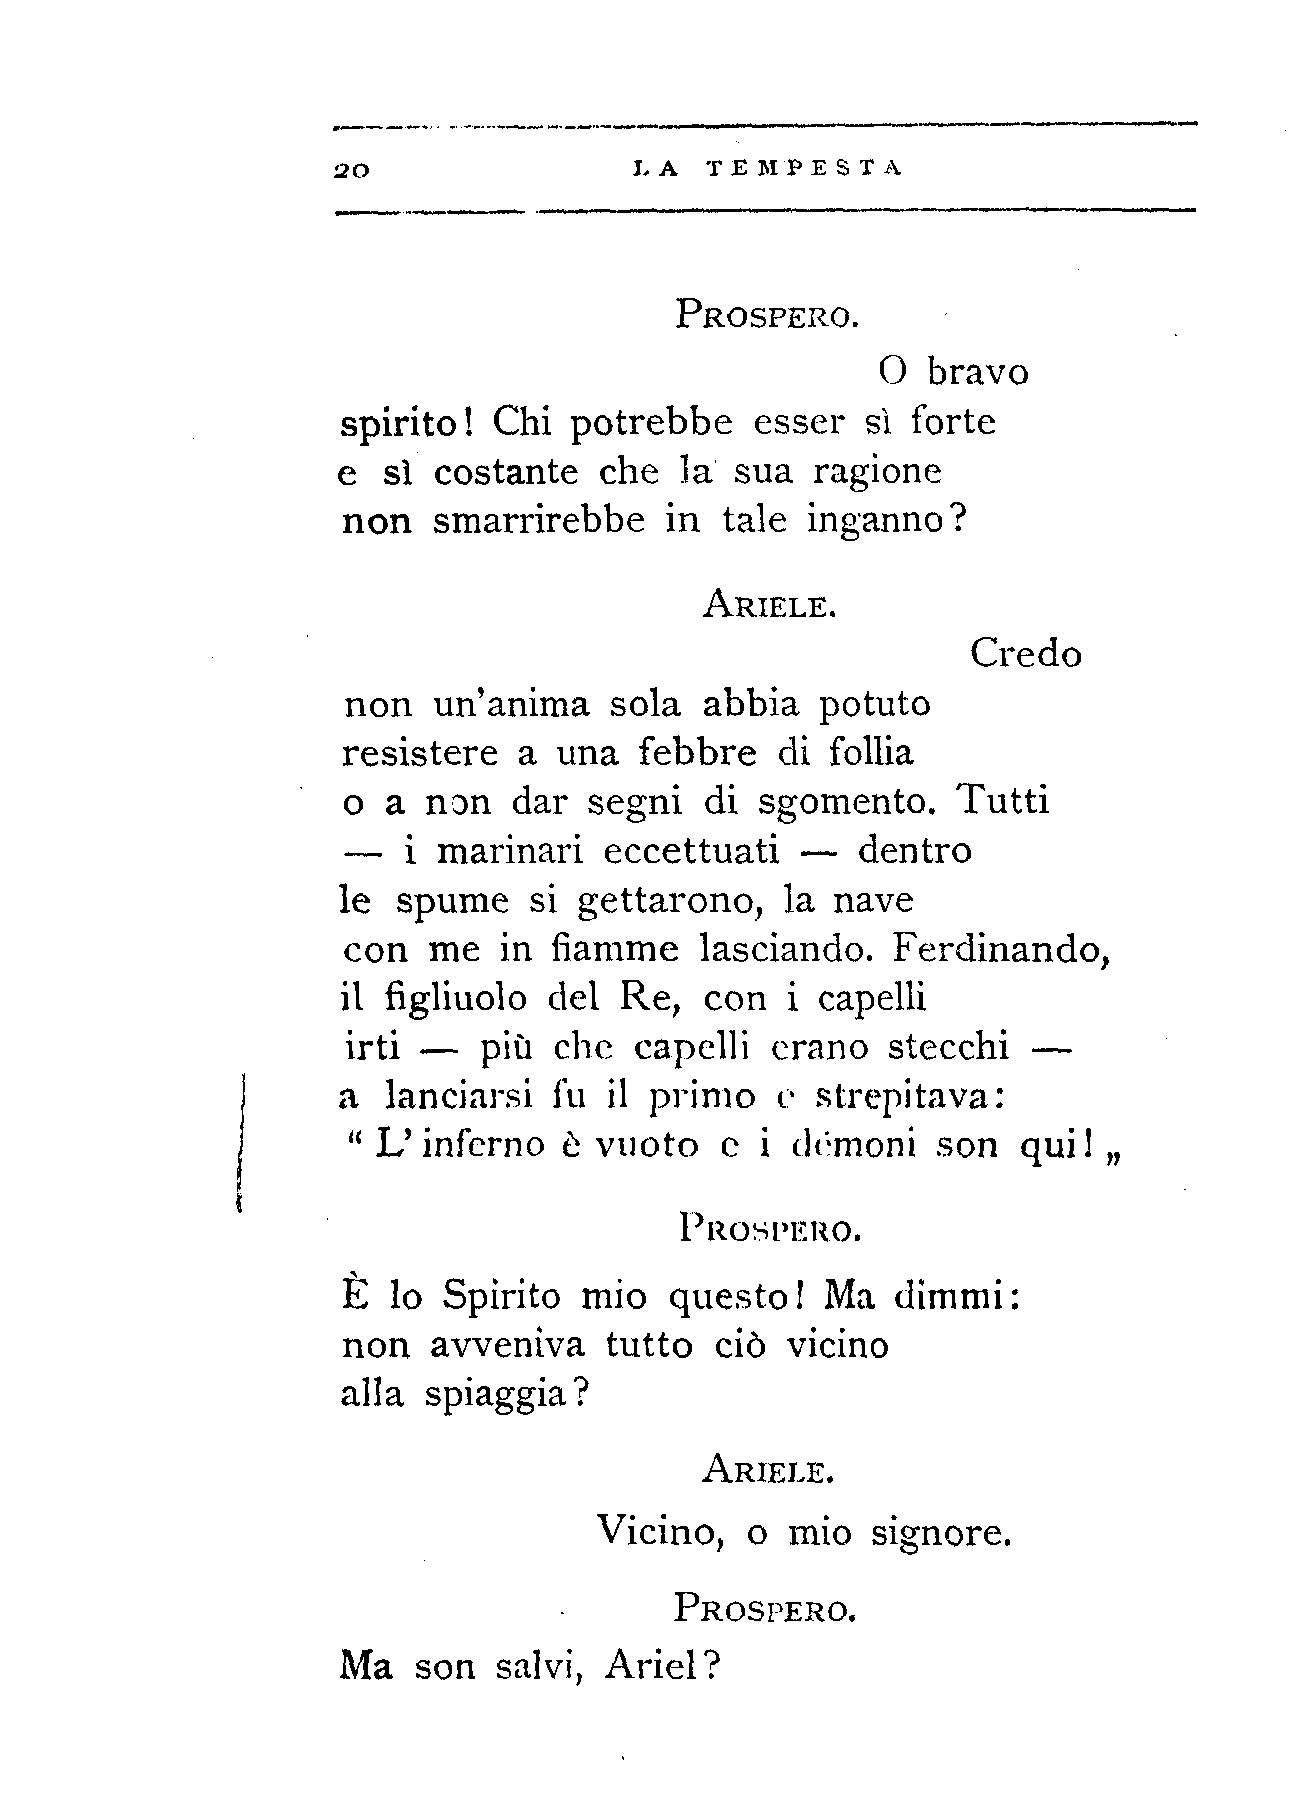 20 LA TEMPESTA
PROSPERO.
O bravo
spirito! Chi potrebbe esser sì forte
e sì costante che la sua ragione
non smarrirebbe in tale inganno?
ARIELE.
Credo
non un'anima sola abbia potuto
resistere a una febbre di follia
o a non dar segni di sgomento. Tutti
— i marinari eccettuati — dentro
le spume si gettarono, la nave
con me in fiamme lasciando. Ferdinando,
il figliuolo del Re, con i capelli
irti — più che capelli erano stecchi —
a lanciarsi fu il primo e strepitava:
“ L' inferno è vuoto e i dèmoni son qui! „
PROSPERO.
È lo Spirito mio questo! Ma dimmi:
non avveniva tutto ciò vicino
alla spiaggia?
ARIELE.
Vicino, o mio signore.
PROSPERO.
Ma son salvi, Ariel?